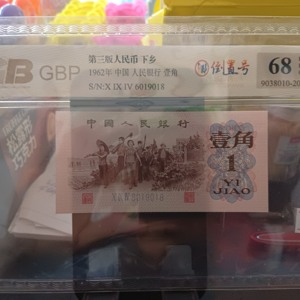 GBP
第三版人民币·下乡
1962年 中国人民银行 壹角
S/N:X IX IV 6019018
倒置号
68
9038010-20
中国人民银行
壹角
1
YI
JIAO